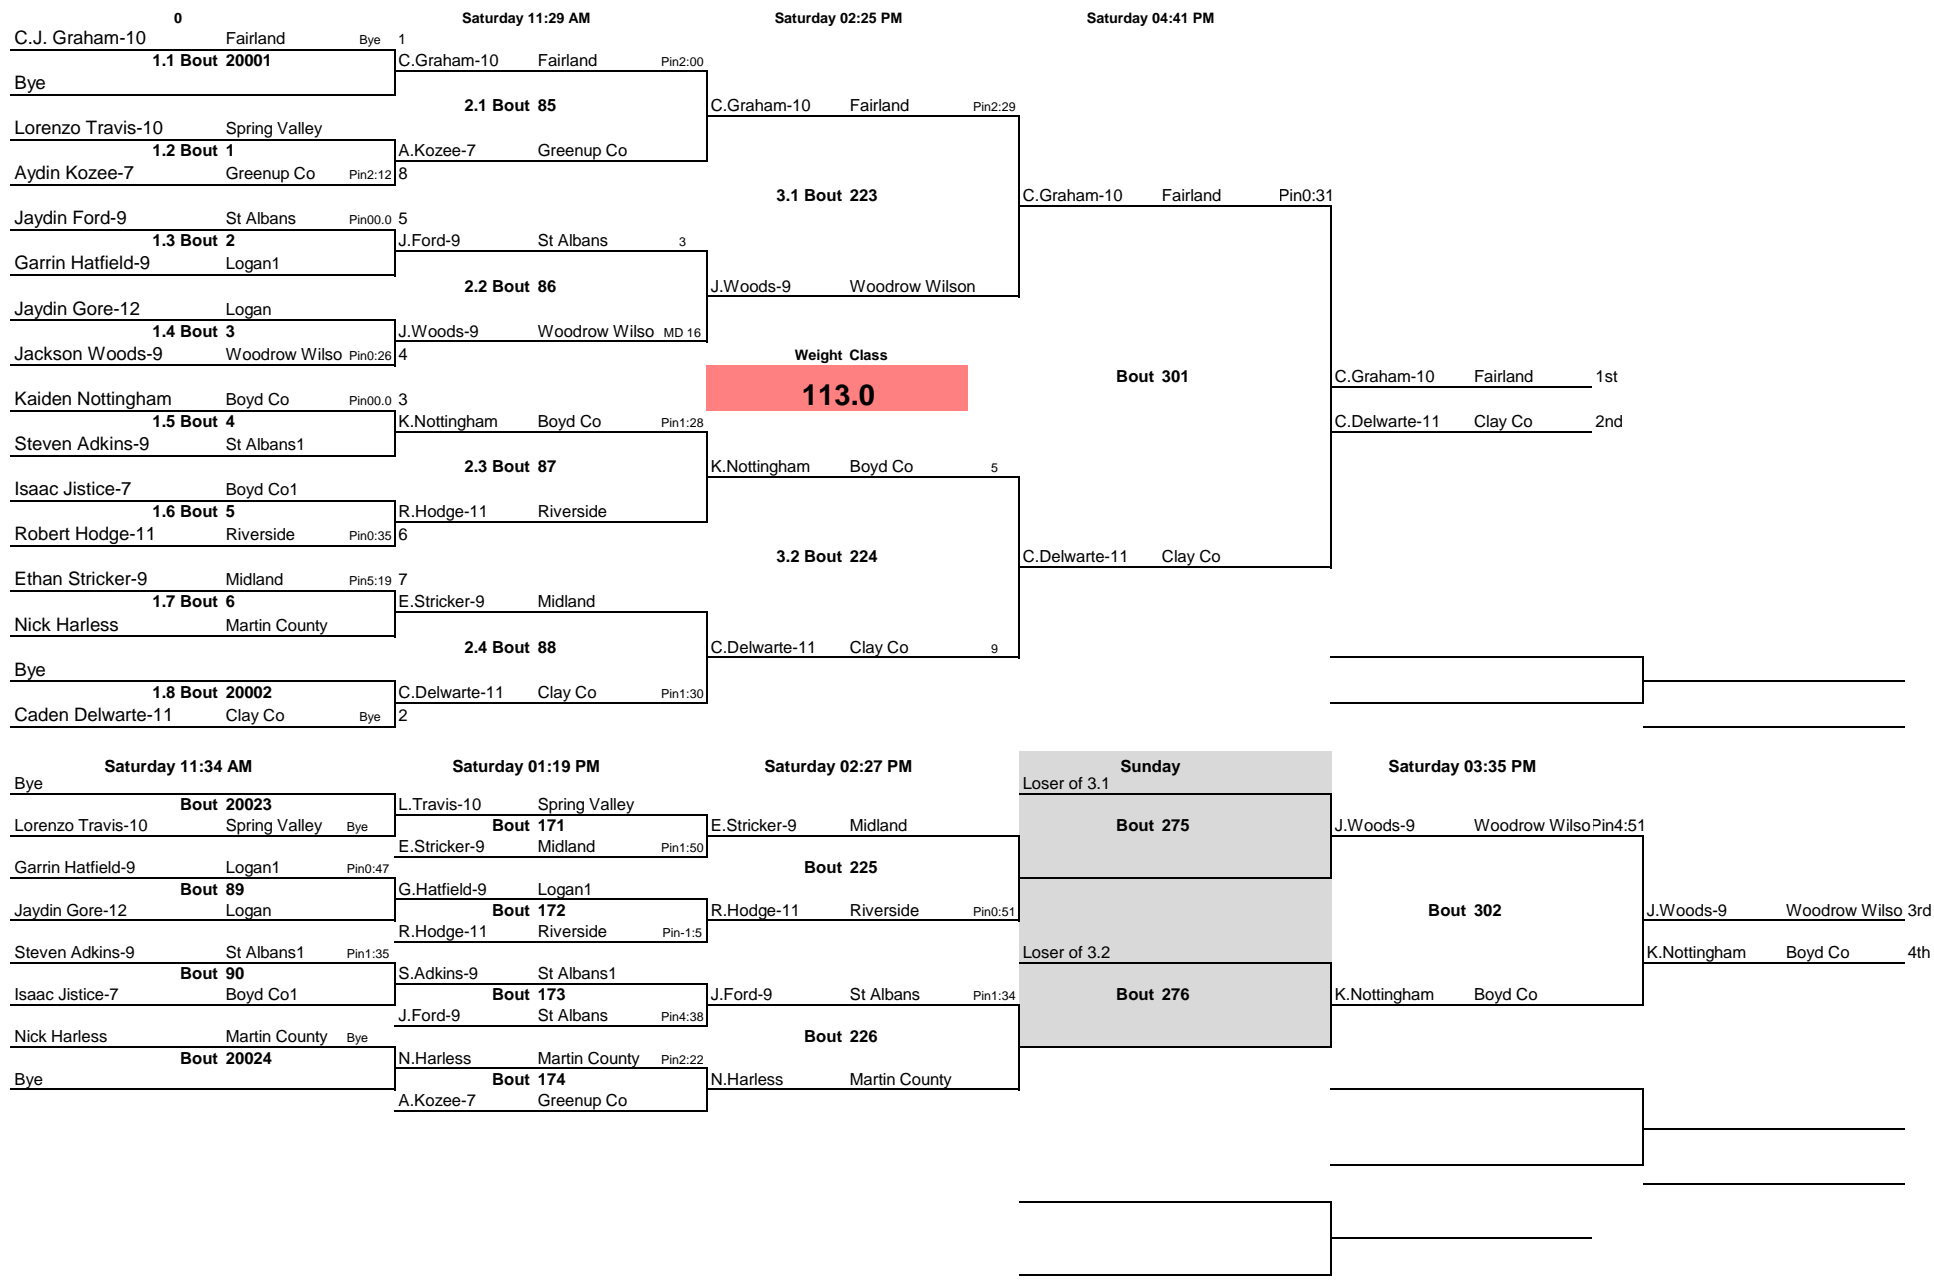 0 Saturday 11:29 AM Saturday 02:25 PM Saturday 04:41 PM
C.J. Graham-10 Fairland Bye 1
1.1 Bout 20001 C.Graham-10 Fairland Pin2:00
Bye
2.1 Bout 85 C.Graham-10 Fairland Pin2:29
Lorenzo Travis-10 Spring Valley
1.2 Bout 1 A.Kozee-7 Greenup Co
Aydin Kozee-7 Greenup Co Pin2:12 8
3.1 Bout 223 C.Graham-10 Fairland Pin0:31
Jaydin Ford-9 St Albans Pin00.0 5
1.3 Bout 2 J.Ford-9 St Albans 3
Garrin Hatfield-9 Logan1
2.2 Bout 86 J.Woods-9 Woodrow Wilson
Jaydin Gore-12 Logan
1.4 Bout 3 J.Woods-9 Woodrow Wilso MD 16
Jackson Woods-9 Woodrow Wilso Pin0:26 4 Weight Class
Bout 301 C.Graham-10 Fairland 1st
113.0
Kaiden Nottingham Boyd Co Pin00.0 3
1.5 Bout 4 K.Nottingham Boyd Co Pin1:28 C.Delwarte-11 Clay Co 2nd
Steven Adkins-9 St Albans1
2.3 Bout 87 K.Nottingham Boyd Co 5
Isaac Jistice-7 Boyd Co1
1.6 Bout 5 R.Hodge-11 Riverside
Robert Hodge-11 Riverside Pin0:35 6
3.2 Bout 224 C.Delwarte-11 Clay Co
Ethan Stricker-9 Midland Pin5:19 7
1.7 Bout 6 E.Stricker-9 Midland
Nick Harless Martin County
2.4 Bout 88 C.Delwarte-11 Clay Co 9
Bye
1.8 Bout 20002 C.Delwarte-11 Clay Co Pin1:30
Caden Delwarte-11 Clay Co Bye 2
Saturday 11:34 AM Saturday 01:19 PM Saturday 02:27 PM Sunday Saturday 03:35 PM
Bye Loser of 3.1
Bout 20023 L.Travis-10 Spring Valley
Lorenzo Travis-10 Spring Valley Bye Bout 171 E.Stricker-9 Midland Bout 275 J.Woods-9 Woodrow WilsoPin4:51
E.Stricker-9 Midland Pin1:50
Garrin Hatfield-9 Logan1 Pin0:47 Bout 225
Bout 89 G.Hatfield-9 Logan1
Jaydin Gore-12 Logan Bout 172 R.Hodge-11 Riverside Pin0:51 Bout 302 J.Woods-9 Woodrow Wilso 3rd
R.Hodge-11 Riverside Pin-1:5
Steven Adkins-9 St Albans1 Pin1:35 Loser of 3.2 K.Nottingham Boyd Co 4th
Bout 90 S.Adkins-9 St Albans1
Isaac Jistice-7 Boyd Co1 Bout 173 J.Ford-9 St Albans Pin1:34 Bout 276 K.Nottingham Boyd Co
J.Ford-9 St Albans Pin4:38
Nick Harless Martin County Bye Bout 226
Bout 20024 N.Harless Martin County Pin2:22
Bye Bout 174 N.Harless Martin County
A.Kozee-7 Greenup Co